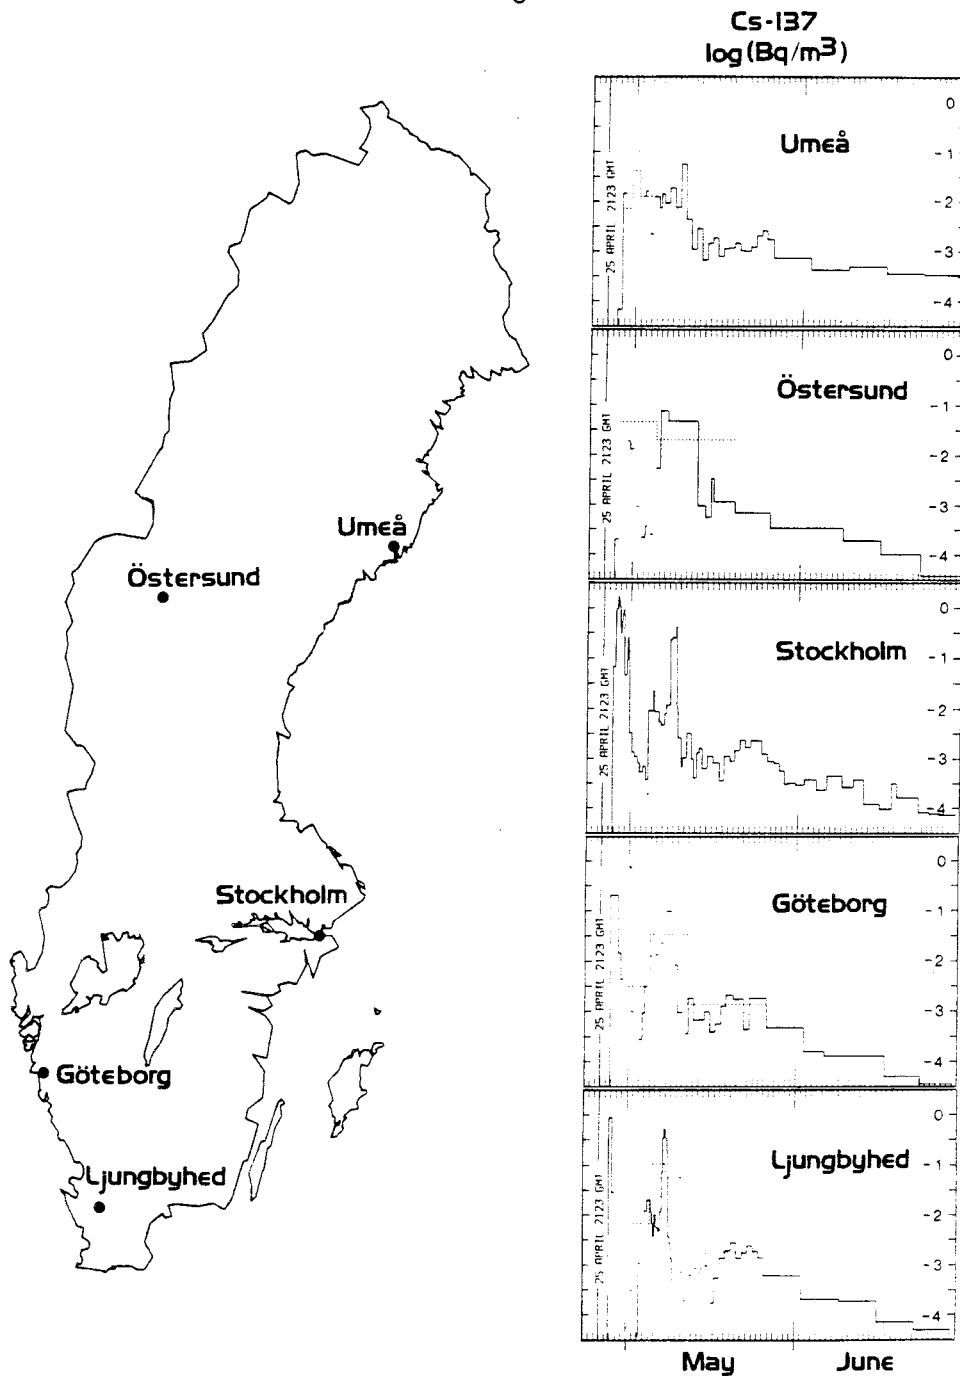 Cs-137
log (Bq/m³)
Umeå
Östersund
Stockholm
Göteborg
Ljungbyhed
25 APRIL 2123 GMT
0
-1
-2
-3
-4
Umeå
25 APRIL 2123 GMT
0
-1
-2
-3
-4
Östersund
25 APRIL 2123 GMT
0
-1
-2
-3
-4
Stockholm
25 APRIL 2123 GMT
0
-1
-2
-3
-4
Göteborg
25 APRIL 2123 GMT
0
-1
-2
-3
-4
Ljungbyhed
May
June